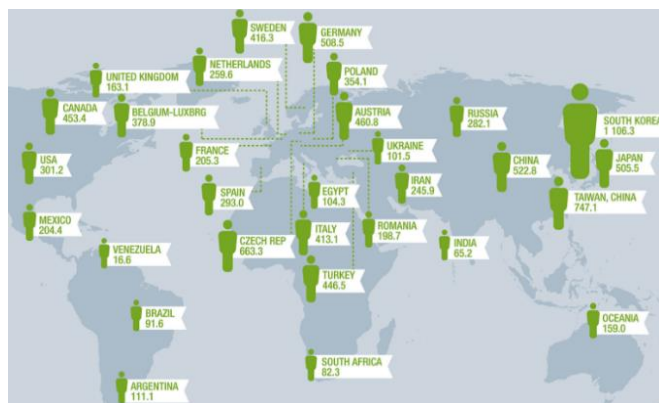 SWEDEN
416.3
GERMANY
508.5
NETHERLANDS
259.6
POLAND
354.1
UNITED KINGDOM
163.1
CANADA
453.4
BELGIUM-LUXBRG
378.9
AUSTRIA
460.8
RUSSIA
282.1
SOUTH KOREA
1 106.3
FRANCE
205.3
UKRAINE
101.5
USA
301.2
CHINA
522.8
JAPAN
505.5
SPAIN
293.0
EGYPT
104.3
IRAN
245.9
TAIWAN, CHINA
747.1
MEXICO
204.4
ITALY
413.1
ROMANIA
198.7
VENEZUELA
16.6
CZECH REP
663.3
INDIA
65.2
TURKEY
446.5
BRAZIL
91.6
OCEANIA
159.0
SOUTH AFRICA
82.3
ARGENTINA
111.1